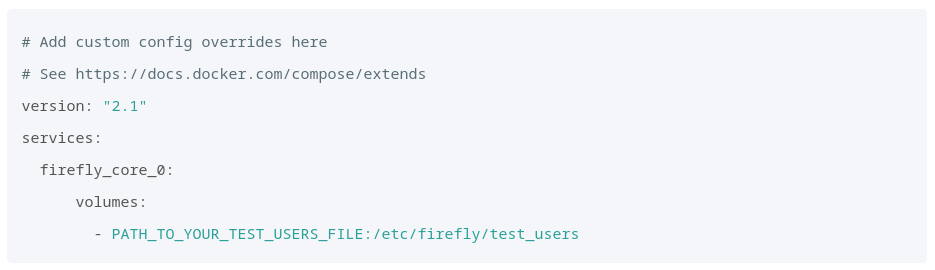 # Add custom config overrides here
# See https://docs.docker.com/compose/extends
version: "2.1"
services:
  firefly_core_0:
      volumes:
        - PATH_TO_YOUR_TEST_USERS_FILE:/etc/firefly/test_users